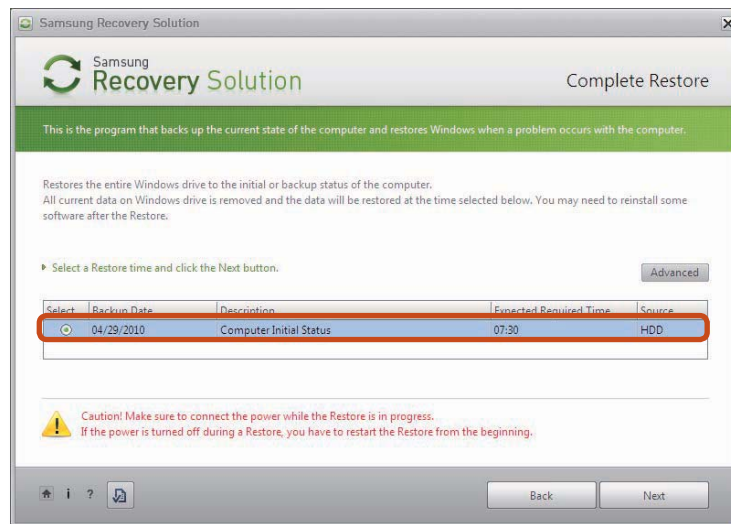 Samsung Recovery Solution
Samsung
Recovery Solution
Complete Restore
This is the program that backs up the current state of the computer and restores Windows when a problem occurs with the computer.
Restores the entire Windows drive to the initial or backup status of the computer.
All current data on Windows drive is removed and the data will be restored at the time selected below. You may need to reinstall some
software after the Restore.
Select a Restore time and click the Next button.
Advanced
Select Backup Date Description Expected Required Time Source
04/29/2010 Computer Initial Status 07:30 HDD
Caution! Make sure to connect the power while the Restore is in progress.
If the power is turned off during a Restore, you have to restart the Restore from the beginning.
i ? Back Next